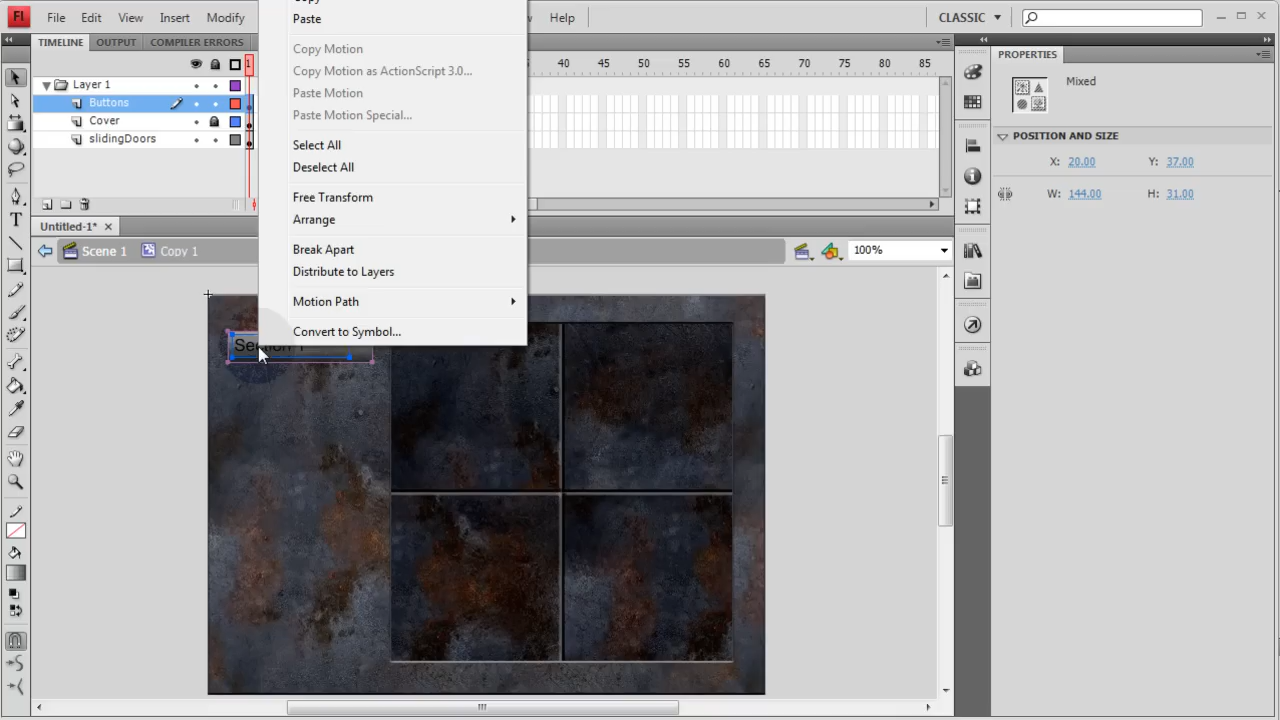 Fl File Edit View Insert Modify Help CLASSIC
TIMELINE OUTPUT COMPILER ERRORS
Paste
Copy Motion
Copy Motion as ActionScript 3.0...
Paste Motion
Paste Motion Special...
Select All
Deselect All
Free Transform
Arrange
Break Apart
Distribute to Layers
Motion Path
Convert to Symbol...
1 40 45 50 55 60 65 70 75 80 85
Layer 1
Buttons
Cover
slidingDoors
Untitled-1*
Scene 1 Copy 1 100%
Section 1
PROPERTIES
Mixed
POSITION AND SIZE
X: 20.00 Y: 37.00
W: 144.00 H: 31.00